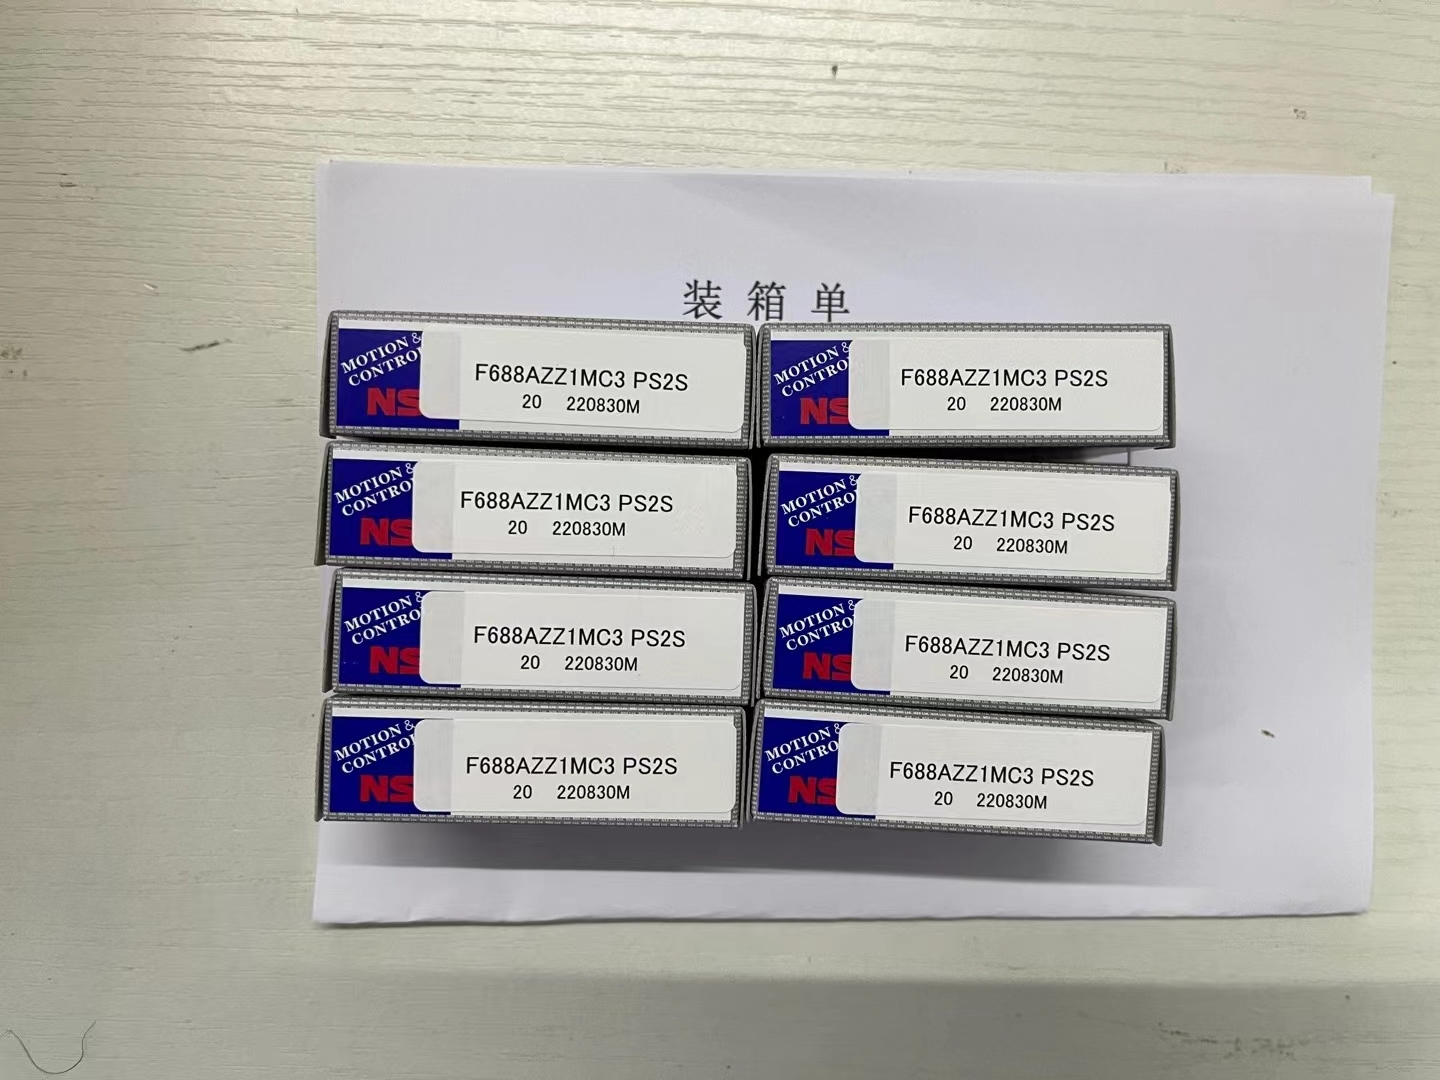 装箱单
MOTION &
CONTRO
NS
F688AZZ1MC3 PS2S
20 220830M
MOTION &
CONTRO
NS
F688AZZ1MC3 PS2S
20 220830M
MOTION &
CONTRO
NS
F688AZZ1MC3 PS2S
20 220830M
MOTION &
CONTRO
NS
F688AZZ1MC3 PS2S
20 220830M
MOTION &
CONTRO
NS
F688AZZ1MC3 PS2S
20 220830M
MOTION &
CONTRO
NS
F688AZZ1MC3 PS2S
20 220830M
MOTION &
CONTRO
NS
F688AZZ1MC3 PS2S
20 220830M
MOTION &
CONTRO
NS
F688AZZ1MC3 PS2S
20 220830M